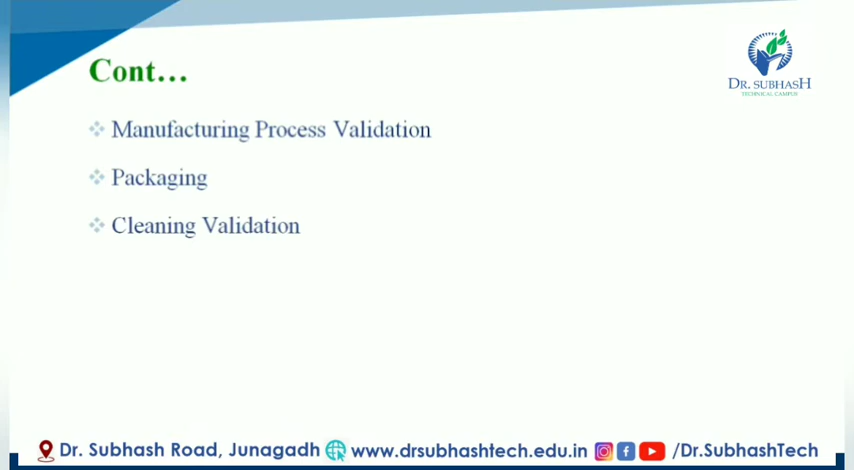 Cont…
DR. SUBHASH
TECHNICAL CAMPUS
Manufacturing Process Validation
Packaging
Cleaning Validation
Dr. Subhash Road, Junagadh www.drsubhashtech.edu.in /Dr.SubhashTech